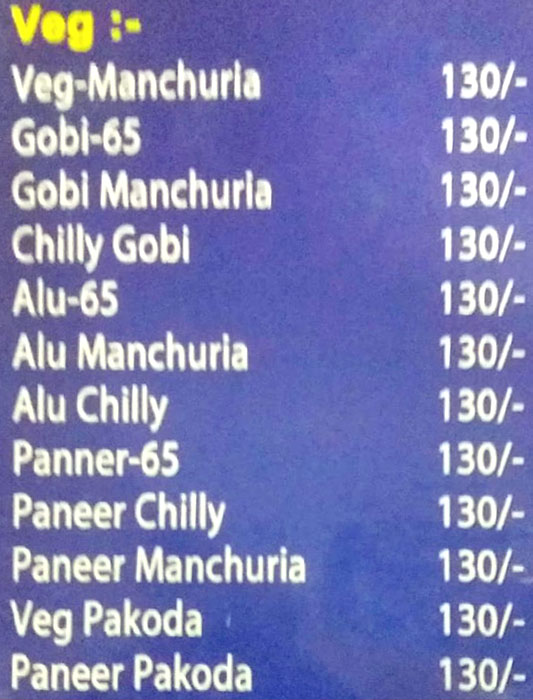 Veg :-
Veg-Manchuria 130/-
Gobi-65 130/-
Gobi Manchuria 130/-
Chilly Gobi 130/-
Alu-65 130/-
Alu Manchuria 130/-
Alu Chilly 130/-
Panner-65 130/-
Paneer Chilly 130/-
Paneer Manchuria 130/-
Veg Pakoda 130/-
Paneer Pakoda 130/-